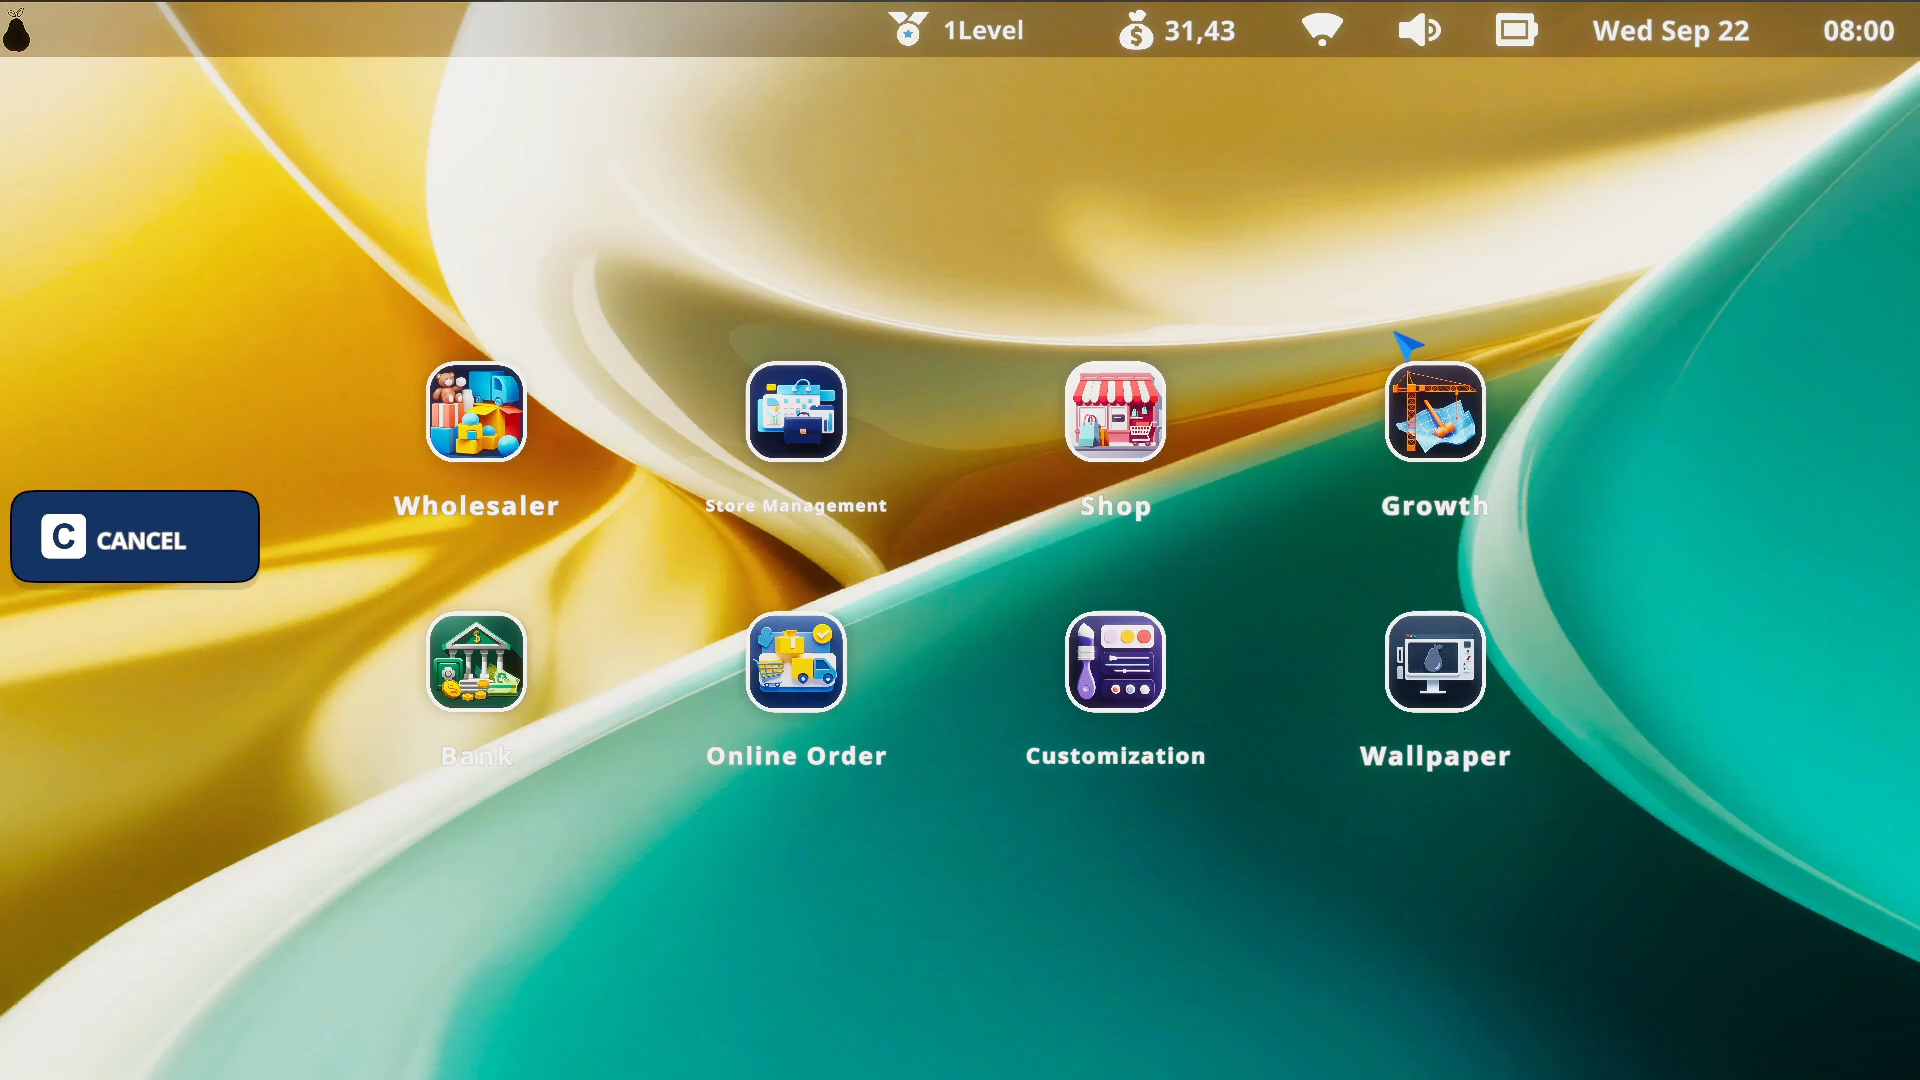 1Level
31,43
Wed Sep 22
08:00
Wholesaler
Store Management
Shop
Growth
C CANCEL
Bank
Online Order
Customization
Wallpaper